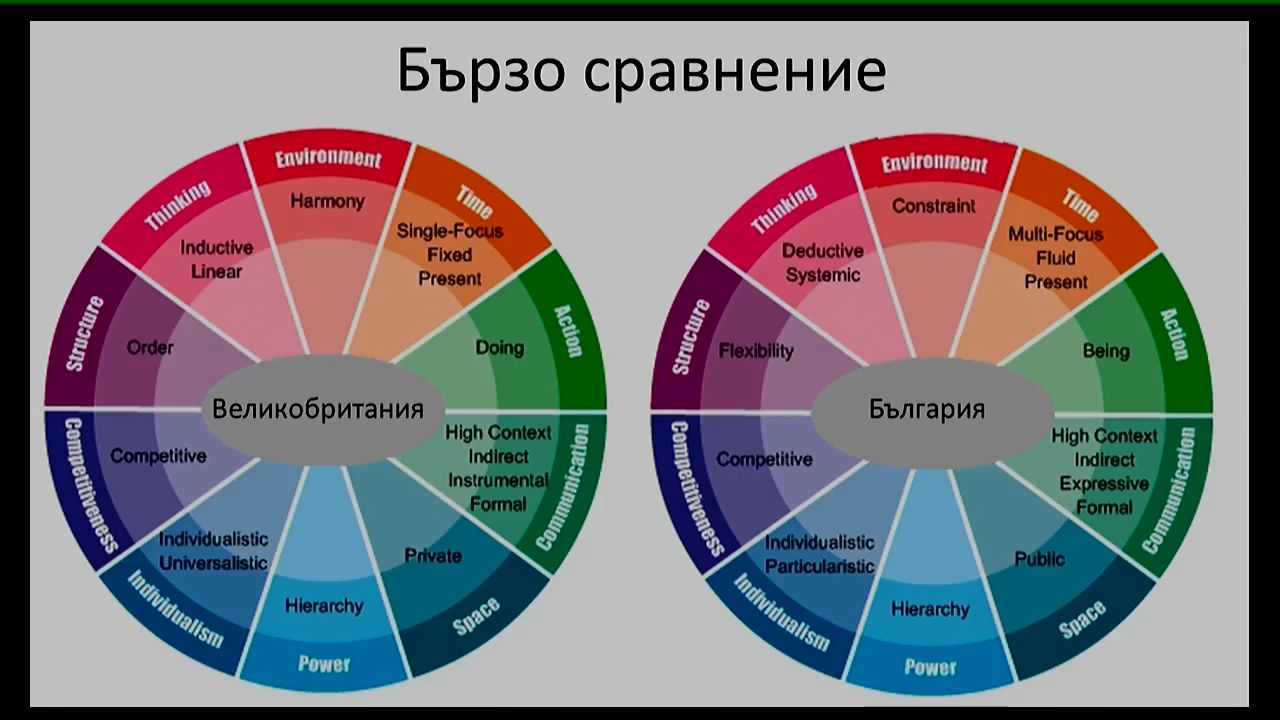 Бързо сравнение
Environment
Harmony
Time
Single-Focus
Fixed
Present
Action
Doing
Communication
High Context
Indirect
Instrumental
Formal
Space
Private
Power
Hierarchy
Individualism
Individualistic
Universalistic
Competitiveness
Competitive
Structure
Order
Thinking
Inductive
Linear
Великобритания
Environment
Constraint
Time
Multi-Focus
Fluid
Present
Action
Being
Communication
High Context
Indirect
Expressive
Formal
Space
Public
Power
Hierarchy
Individualism
Individualistic
Particularistic
Competitiveness
Competitive
Structure
Flexibility
Thinking
Deductive
Systemic
България